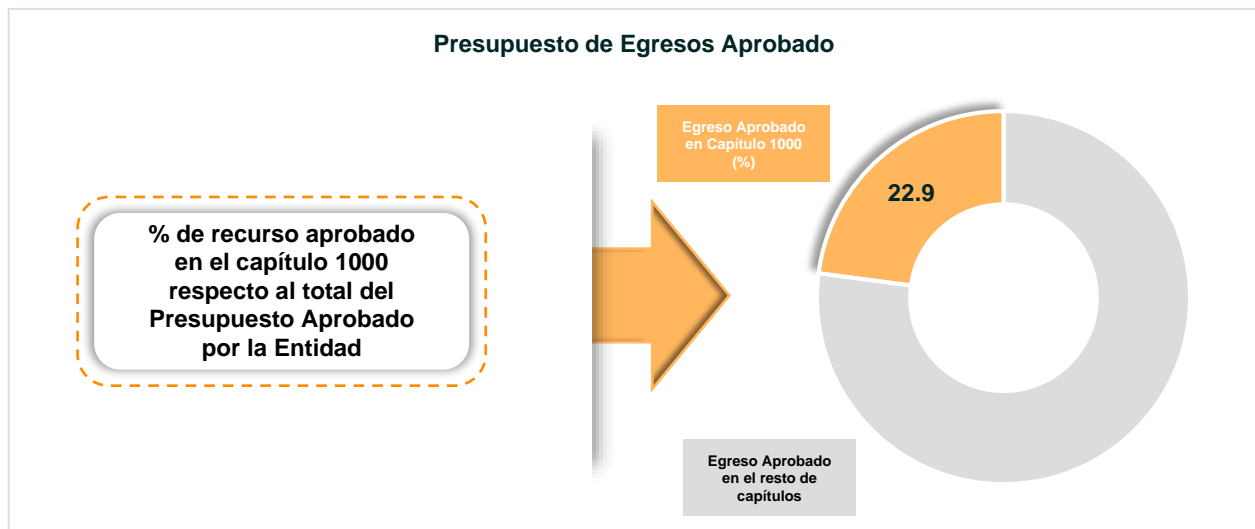 Presupuesto de Egresos Aprobado
% de recurso aprobado
en el capítulo 1000
respecto al total del
Presupuesto Aprobado
por la Entidad
Egreso Aprobado
en Capítulo 1000
(%)
22.9
Egreso Aprobado
en el resto de
capítulos